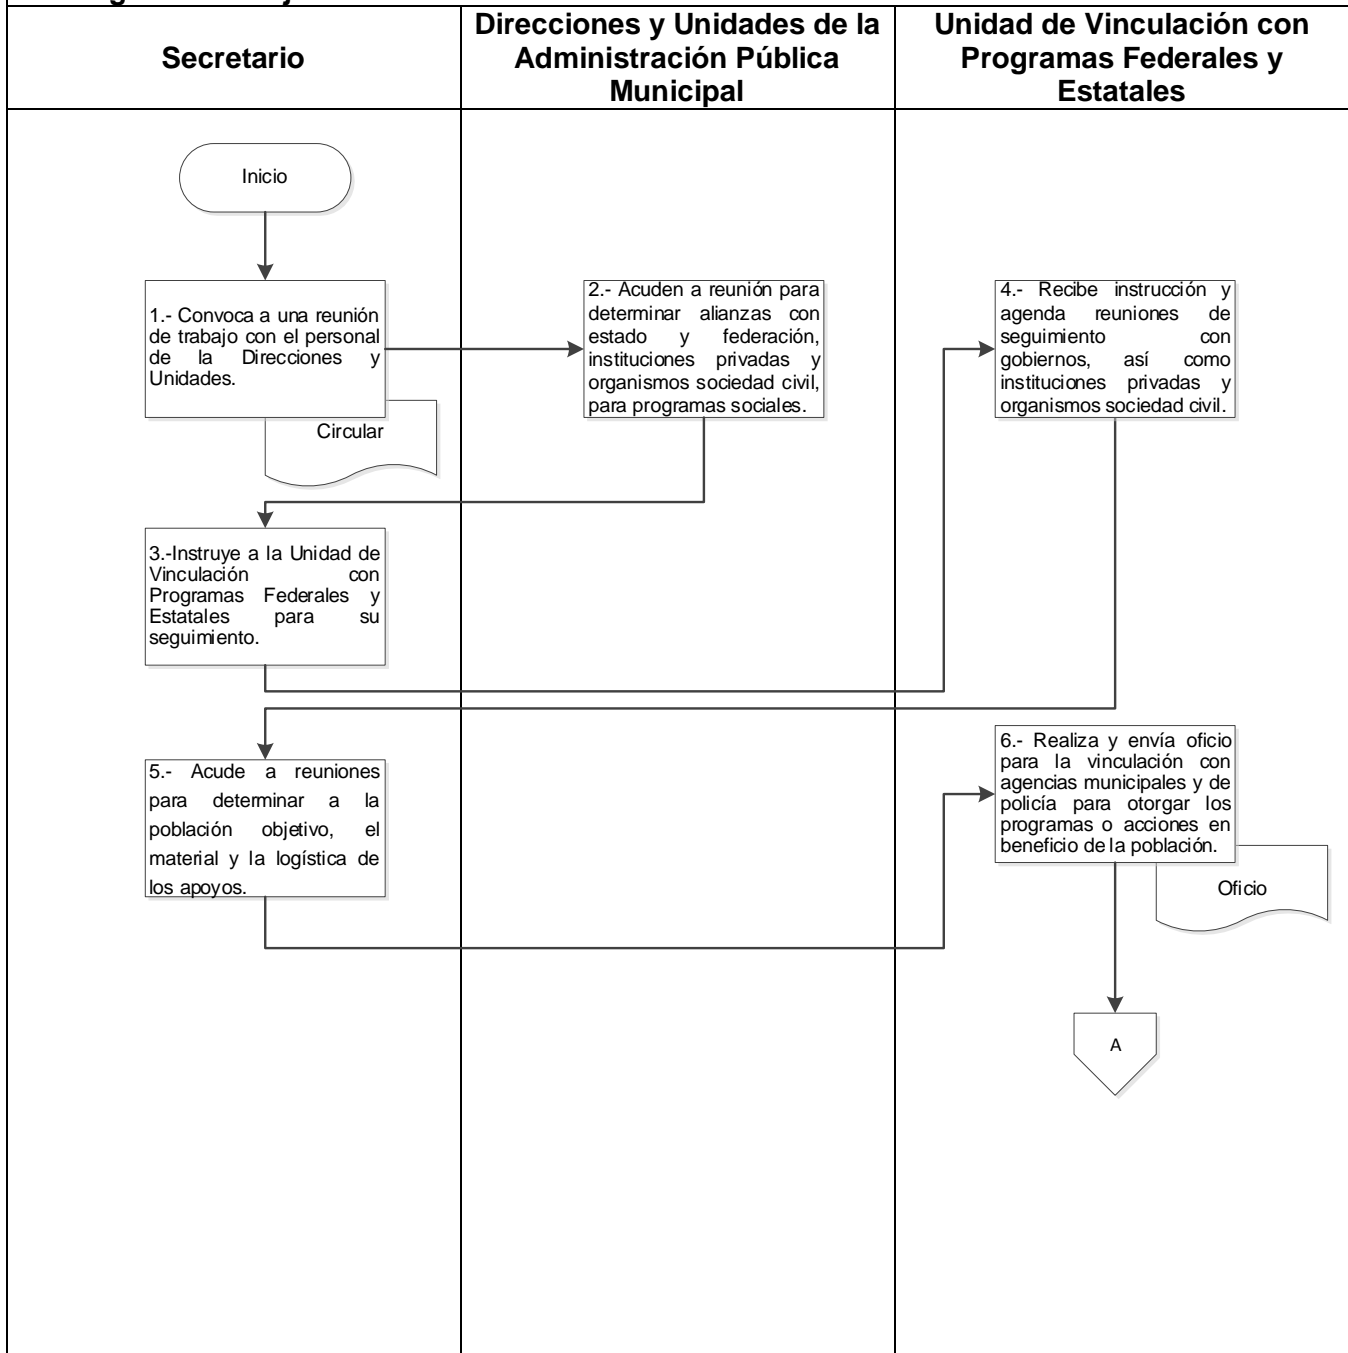 Secretario
Direcciones y Unidades de la
Administración Pública
Municipal
Unidad de Vinculación con
Programas Federales y
Estatales
Inicio
1.- Convoca a una reunión
de trabajo con el personal
de la Direcciones y
Unidades.
Circular
2.- Acuden a reunión para
determinar alianzas con
estado y federación,
instituciones privadas y
organismos sociedad civil,
para programas sociales.
4.- Recibe instrucción y
agenda reuniones de
seguimiento con
gobiernos, así como
instituciones privadas y
organismos sociedad civil.
3.-Instruye a la Unidad de
Vinculación con
Programas Federales y
Estatales para su
seguimiento.
5.- Acude a reuniones
para determinar a la
población objetivo, el
material y la logística de
los apoyos.
6.- Realiza y envía oficio
para la vinculación con
agencias municipales y de
policía para otorgar los
programas o acciones en
beneficio de la población.
Oficio
A